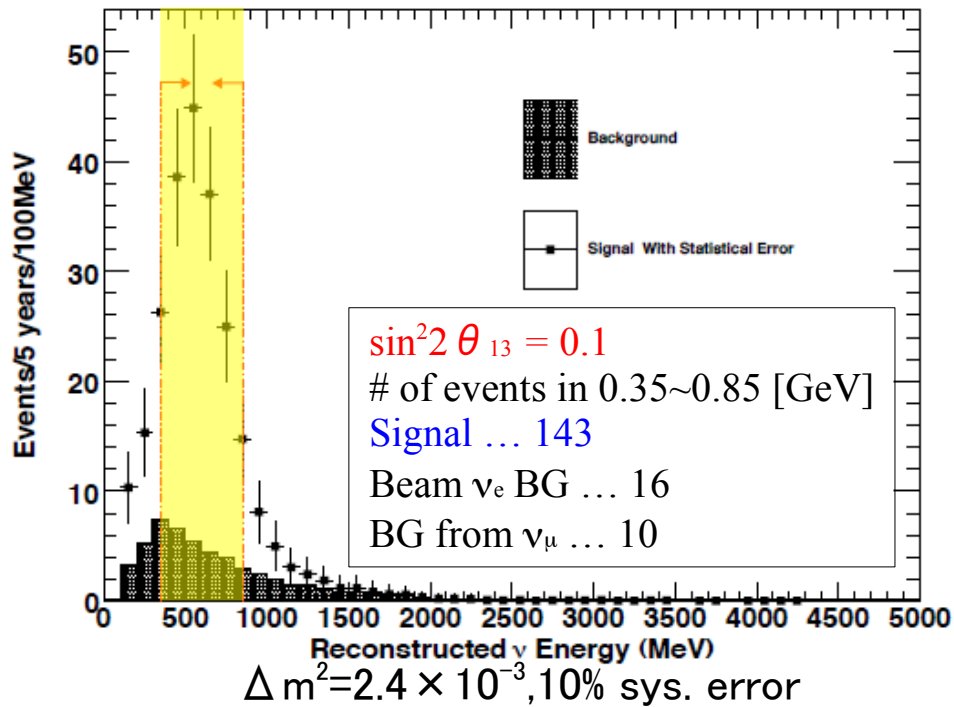 Events/5 years/100MeV
50
40
30
20
10
0
Background
Signal With Statistical Error
sin²2 θ ₁₃ = 0.1
# of events in 0.35~0.85 [GeV]
Signal … 143
Beam νₑ BG … 16
BG from νμ … 10
0 500 1000 1500 2000 2500 3000 3500 4000 4500 5000
Reconstructed ν Energy (MeV)
Δm²=2.4×10⁻³,10% sys. error